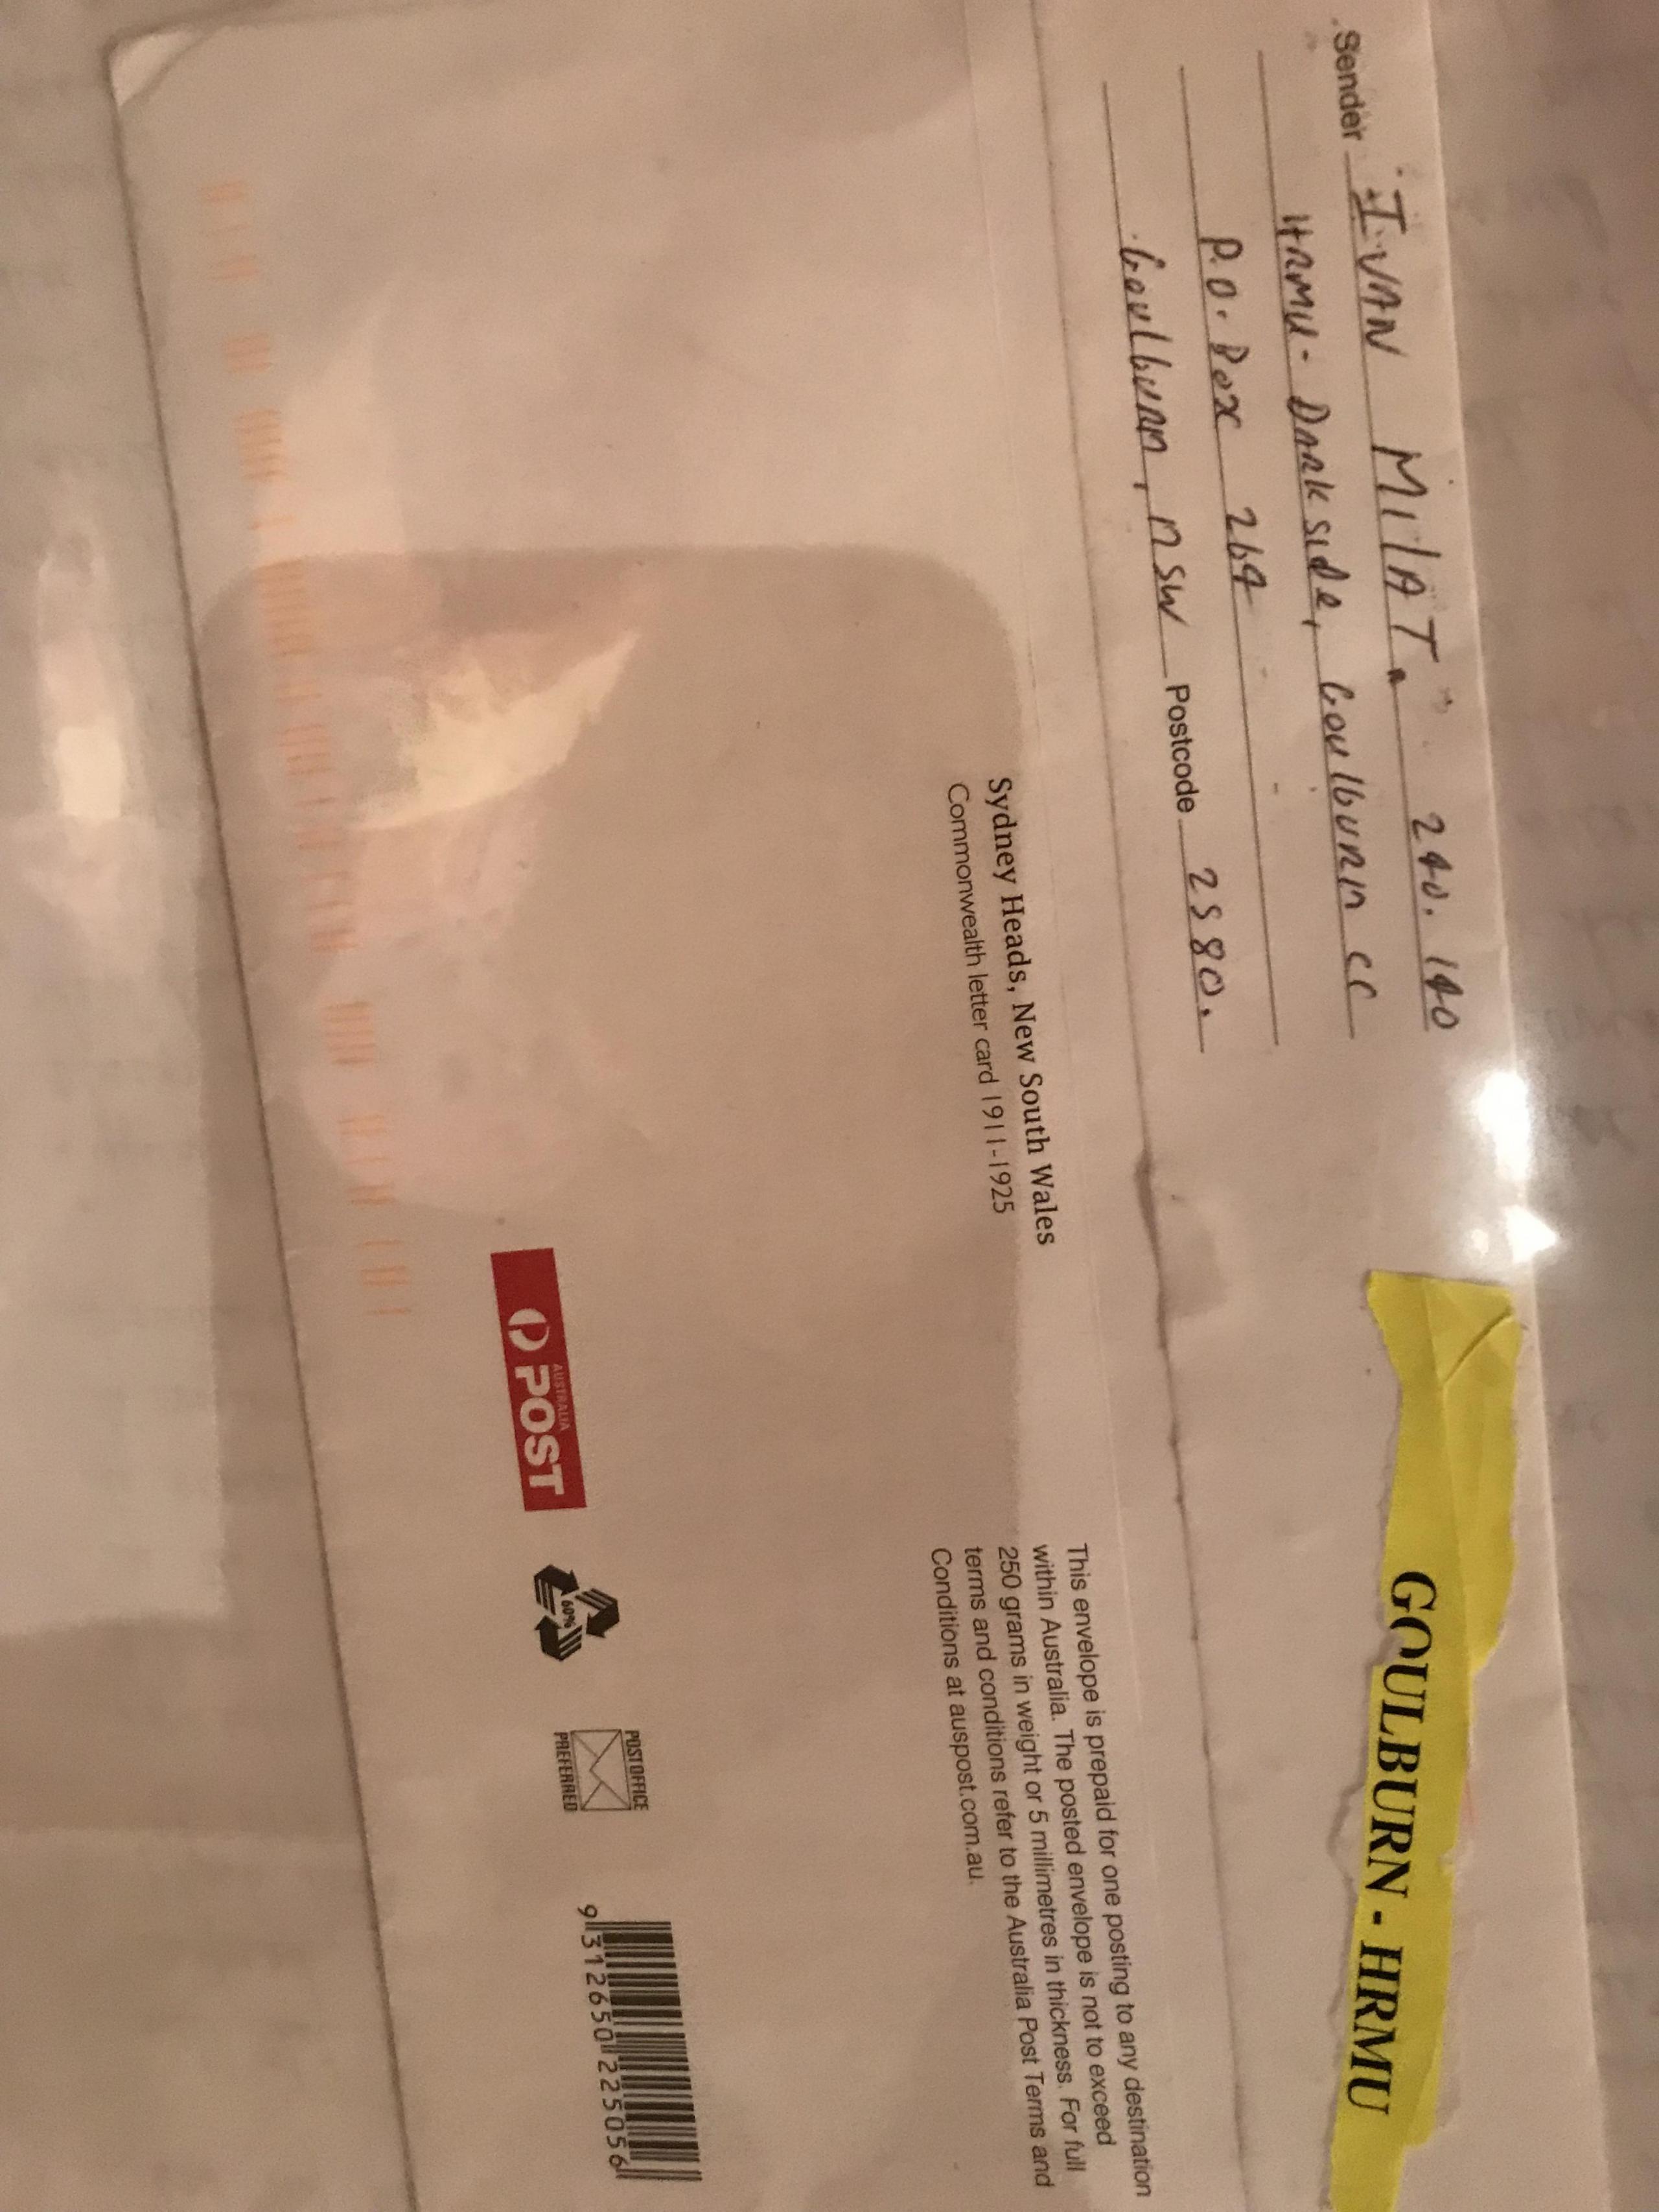 Sender I. VAN MILAT. 240. 140
HRMU - DARK SIDE, GOULBURN CC
P.O. BOX 264
GOULBURN, NSW Postcode 2580.
GOULBURN - HRMU
Sydney Heads, New South Wales
Commonwealth letter card 1911-1925
This envelope is prepaid for one posting to any destination
within Australia. The posted envelope is not to exceed
250 grams in weight or 5 millimetres in thickness. For full
terms and conditions refer to the Australia Post Terms and
Conditions at auspost.com.au.
AUSTRALIA
POST
60%
POST OFFICE
PREFERRED
9 312650 225056